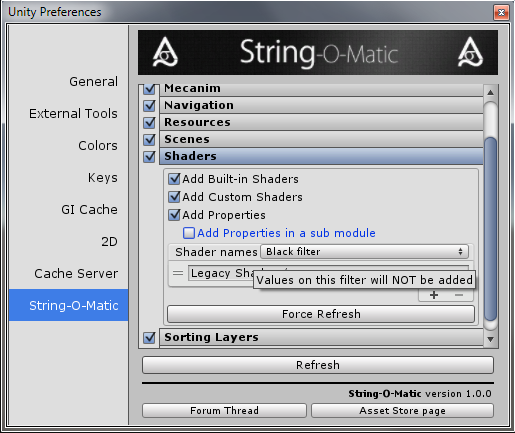 Unity Preferences
String-O-Matic
General
External Tools
Colors
Keys
GI Cache
2D
Cache Server
String-O-Matic
Mecanim
Navigation
Resources
Scenes
Shaders
Add Built-in Shaders
Add Custom Shaders
Add Properties
Add Properties in a sub module
Shader names Black filter
Legacy
Values on this filter will NOT be added
+ −
Force Refresh
Sorting Layers
Refresh
String-O-Matic version 1.0.0
Forum Thread Asset Store page